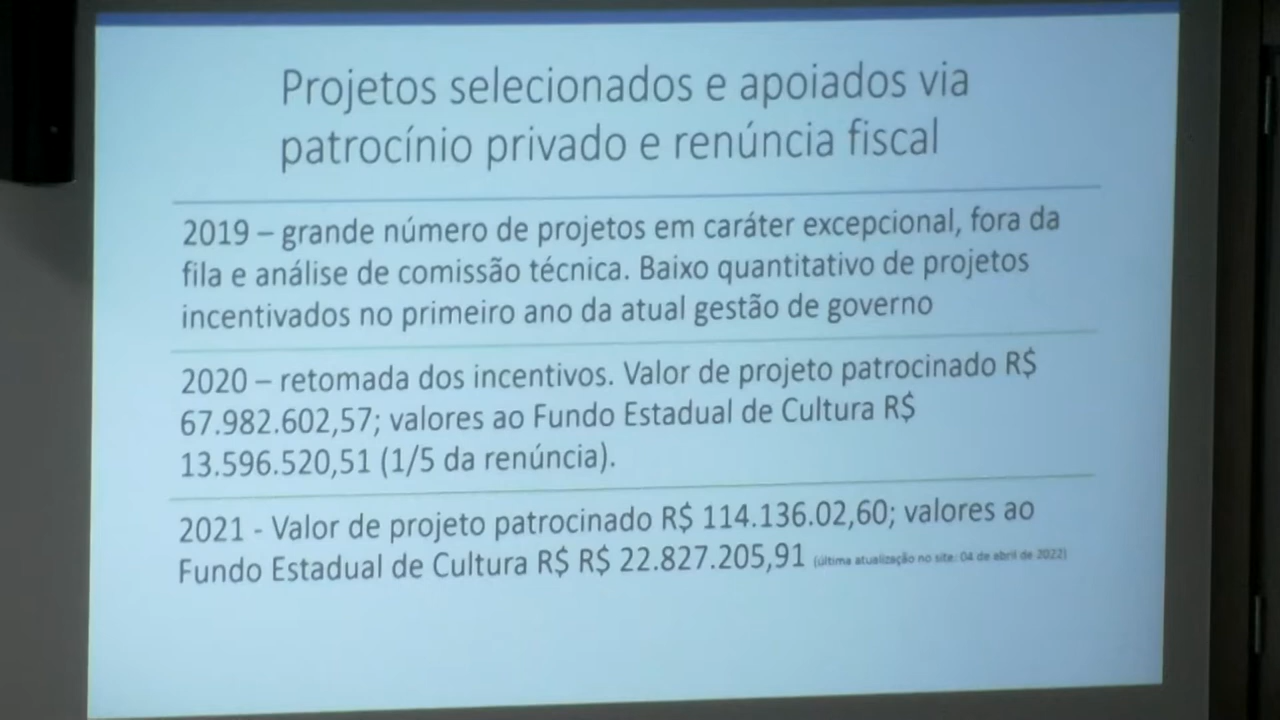 Projetos selecionados e apoiados via
patrocínio privado e renúncia fiscal
2019 – grande número de projetos em caráter excepcional, fora da
fila e análise de comissão técnica. Baixo quantitativo de projetos
incentivados no primeiro ano da atual gestão de governo
2020 – retomada dos incentivos. Valor de projeto patrocinado R$
67.982.602,57; valores ao Fundo Estadual de Cultura R$
13.596.520,51 (1/5 da renúncia).
2021 - Valor de projeto patrocinado R$ 114.136.02,60; valores ao
Fundo Estadual de Cultura R$ R$ 22.827.205,91 (última atualização no site: 04 de abril de 2022)